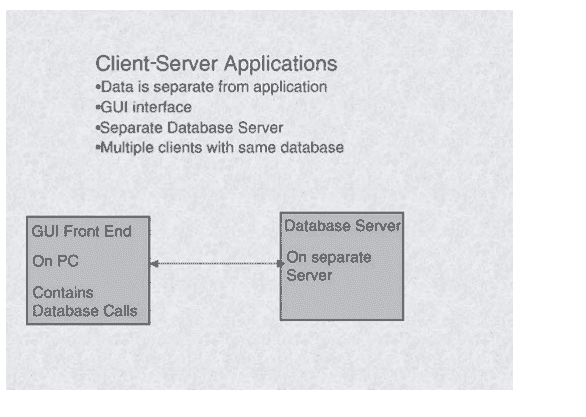 Client-Server Applications
•Data is separate from application
•GUI interface
•Separate Database Server
•Multiple clients with same database
GUI Front End
On PC
Contains
Database Calls
Database Server
On separate
Server